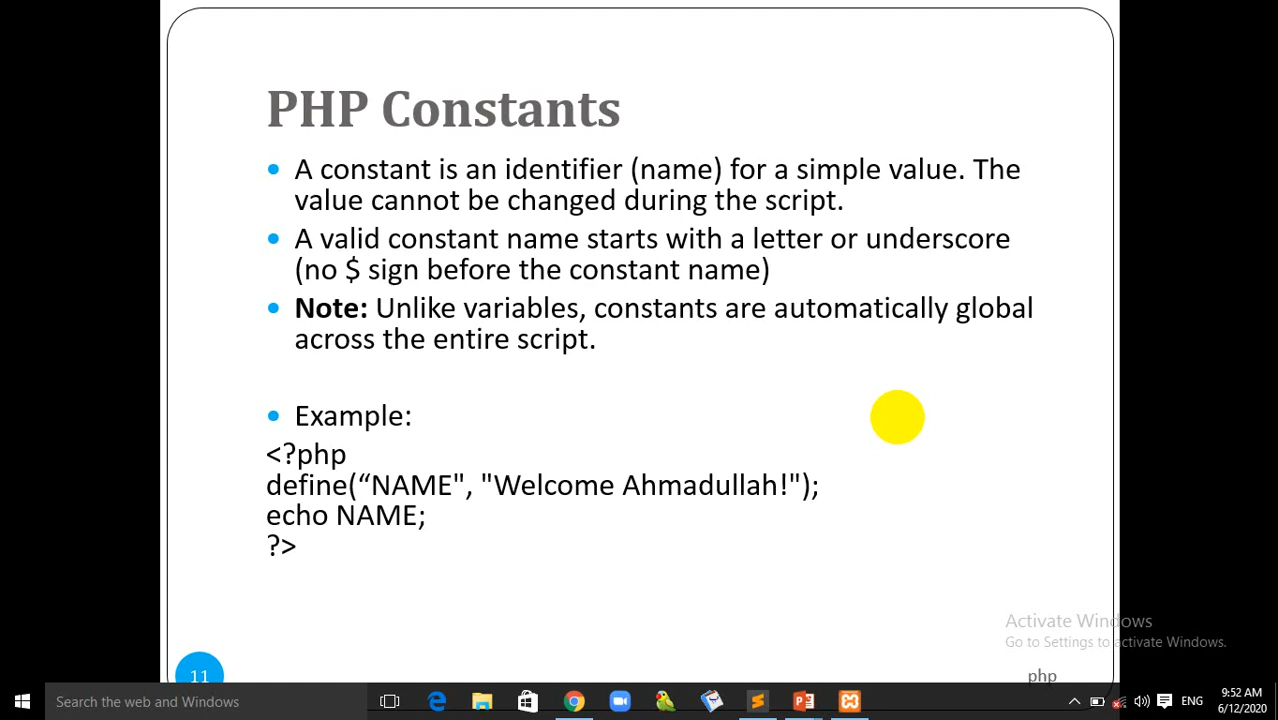 PHP Constants
• A constant is an identifier (name) for a simple value. The
value cannot be changed during the script.
• A valid constant name starts with a letter or underscore
(no $ sign before the constant name)
• Note: Unlike variables, constants are automatically global
across the entire script.
• Example:
<?php
define(“NAME", "Welcome Ahmadullah!");
echo NAME;
?>
Activate Windows
Go to Settings to activate Windows.
11
php
Search the web and Windows
ENG
9:52 AM
6/12/2020